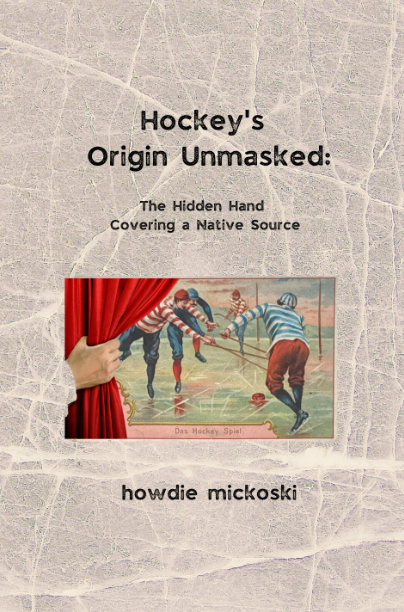 Hockey's
Origin Unmasked:
The Hidden Hand
Covering a Native Source
Das Hockey Spiel.
howdie mickoski